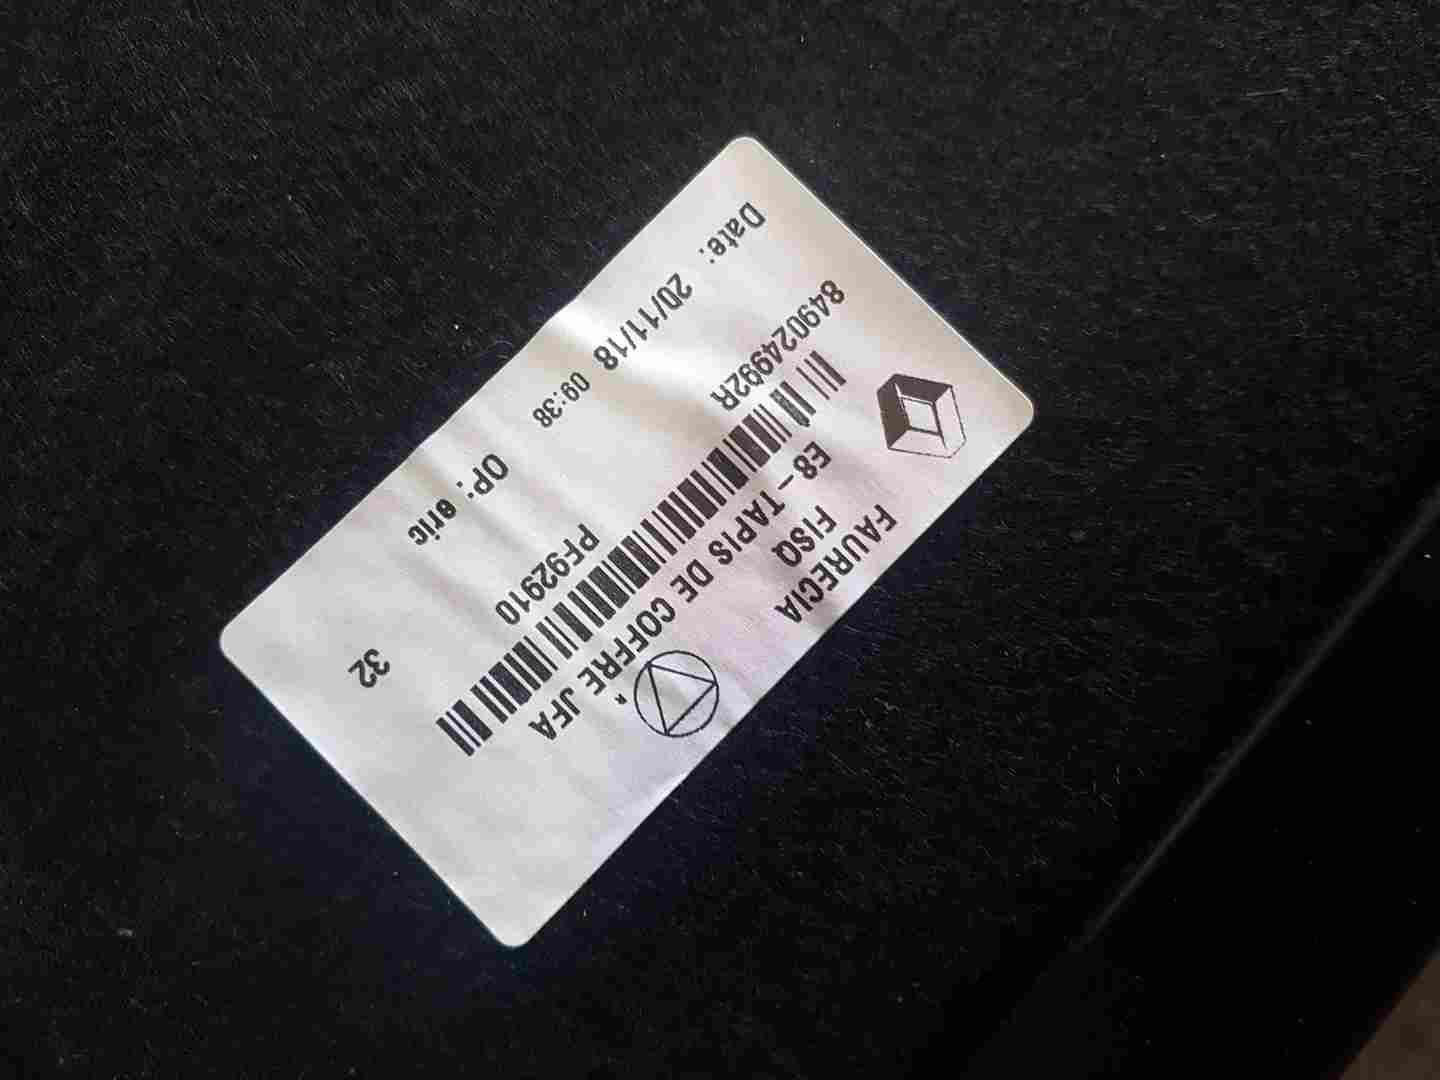 FAURECIA
FISQ
E8- TAPIS DE COFFRE JFA
849024992R
PF92910
Date: 20/11/18 09:38 OP: eric 32